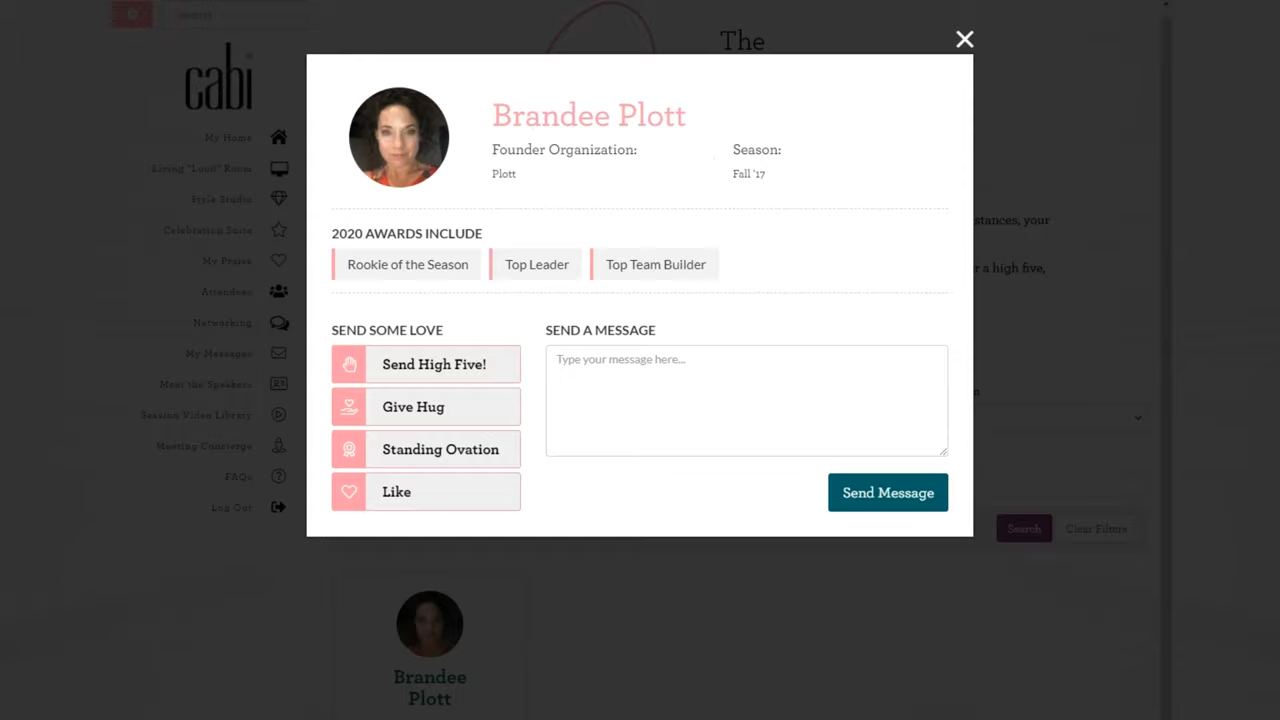 SEARCH
The
cabi
My Home
Living "Luuff" Room
Style Studio
Celebration Suite
My Praise
Attendees
Networking
My Messages
Meet the Speakers
Session Video Library
Meeting Concierge
FAQs
Log Out
Brandee Plott
Founder Organization:
Plott
Season:
Fall '17
2020 AWARDS INCLUDE
Rookie of the Season
Top Leader
Top Team Builder
SEND SOME LOVE
Send High Five!
Give Hug
Standing Ovation
Like
SEND A MESSAGE
Type your message here...
Send Message
stances, your
r a high five,
n
Search
Clear Filters
Brandee
Plott